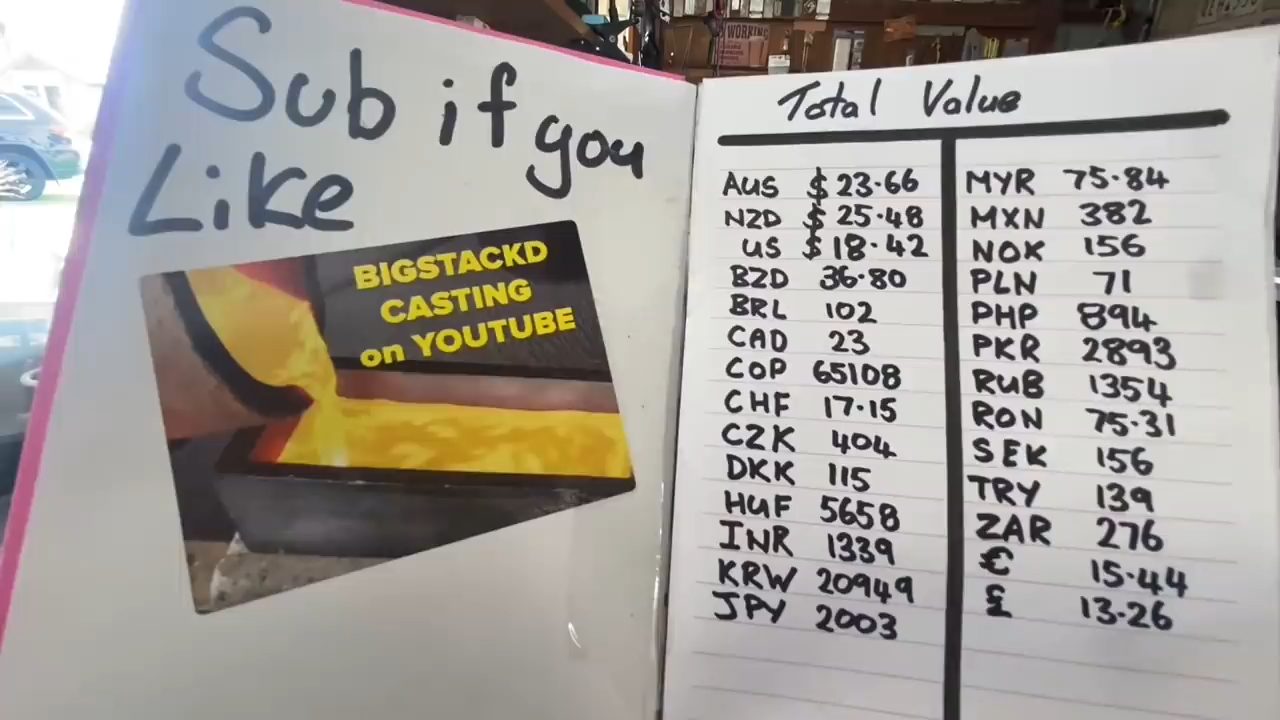 Sub if you
Like
BIGSTACKD
CASTING
on YOUTUBE
Total Value
AUS $23.66
NZD $25.48
US $18.42
BZD 36.80
BRL 102
CAD 23
COP 65108
CHF 17.15
CZK 404
DKK 115
HUF 5658
INR 1339
KRW 20949
JPY 2003
MYR 75.84
MXN 382
NOK 156
PLN 71
PHP 894
PKR 2893
RUB 1354
RON 75.31
SEK 156
TRY 139
ZAR 276
€ 15.44
£ 13.26
WORKING